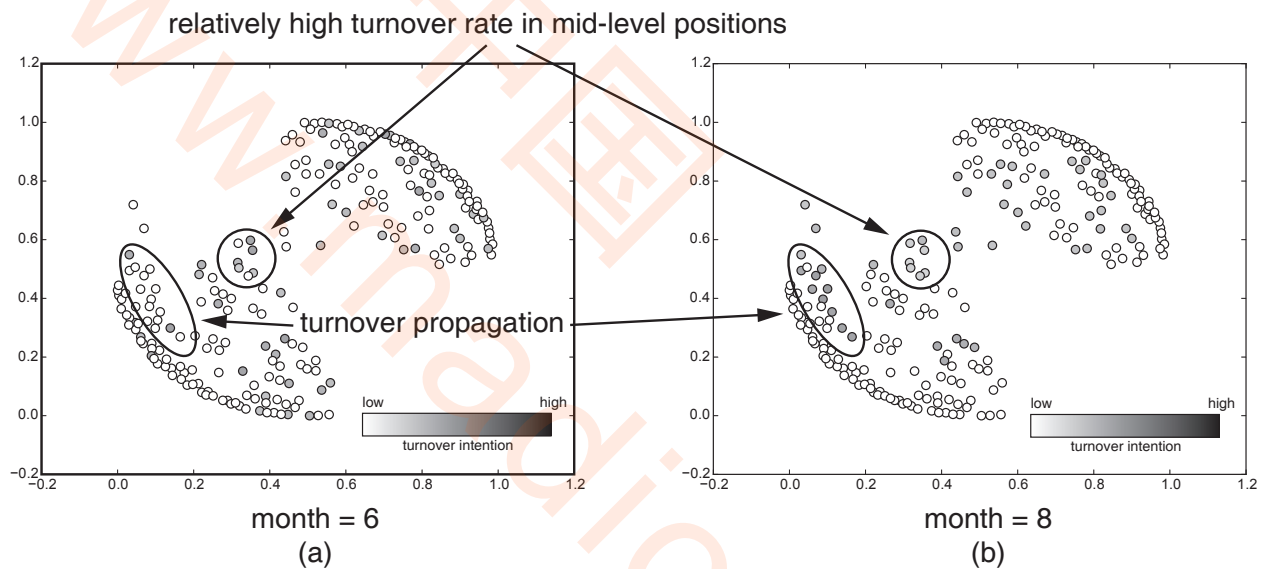 relatively high turnover rate in mid-level positions
1.2
1.0
0.8
0.6
0.4
0.2
0.0
−0.2
−0.2 0.0 0.2 0.4 0.6 0.8 1.0 1.2
low high
turnover intention
month = 6
(a)
turnover propagation
1.2
1.0
0.8
0.6
0.4
0.2
0.0
−0.2
−0.2 0.0 0.2 0.4 0.6 0.8 1.0 1.2
low high
turnover intention
month = 8
(b)